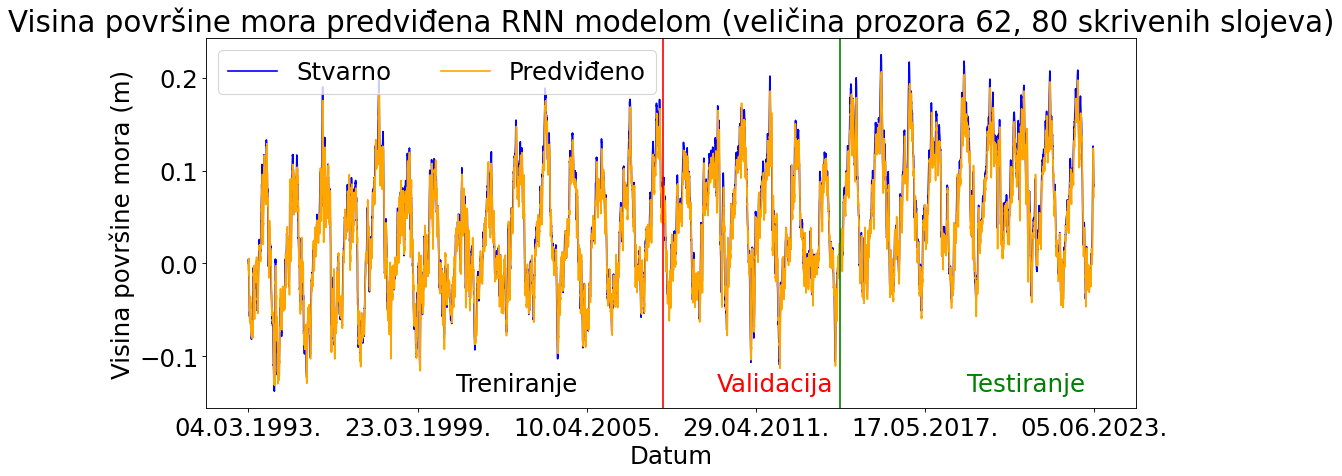 Visina površine mora predviđena RNN modelom (veličina prozora 62, 80 skrivenih slojeva)
Stvarno Predviđeno
Visina površine mora (m)
0.2
0.1
0.0
−0.1
Treniranje Validacija Testiranje
04.03.1993. 23.03.1999. 10.04.2005. 29.04.2011. 17.05.2017. 05.06.2023.
Datum